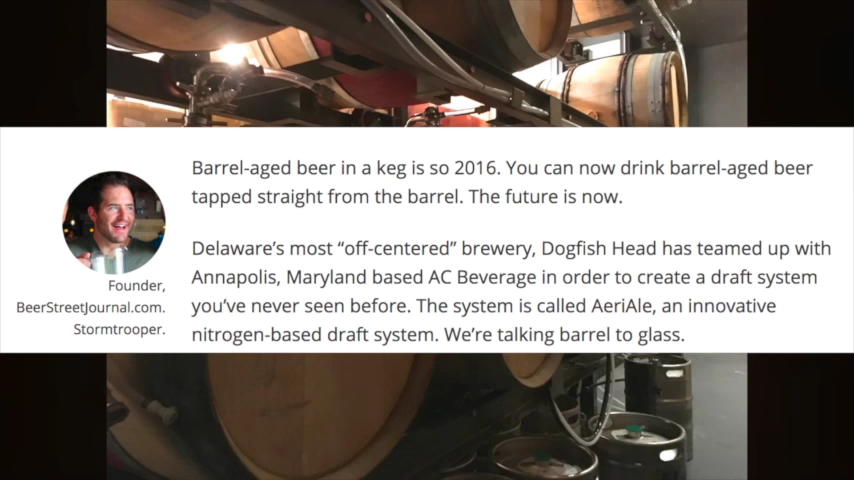 Barrel-aged beer in a keg is so 2016. You can now drink barrel-aged beer
tapped straight from the barrel. The future is now.
Delaware’s most “off-centered” brewery, Dogfish Head has teamed up with
Annapolis, Maryland based AC Beverage in order to create a draft system
you’ve never seen before. The system is called AeriAle, an innovative
nitrogen-based draft system. We’re talking barrel to glass.
Founder,
BeerStreetJournal.com.
Stormtrooper.